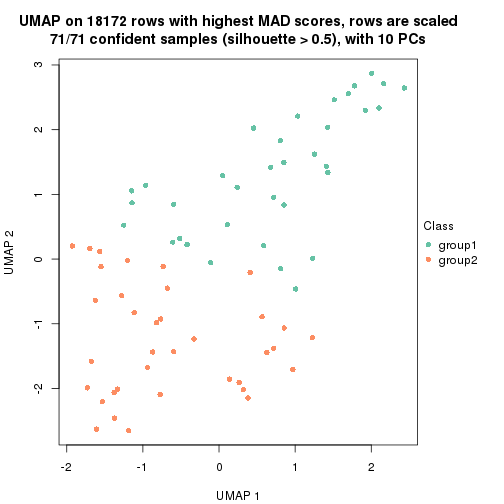 UMAP on 18172 rows with highest MAD scores, rows are scaled
71/71 confident samples (silhouette > 0.5), with 10 PCs
3
2
1
0
-1
-2
UMAP 2
-2
-1
0
1
2
UMAP 1
Class
group1
group2